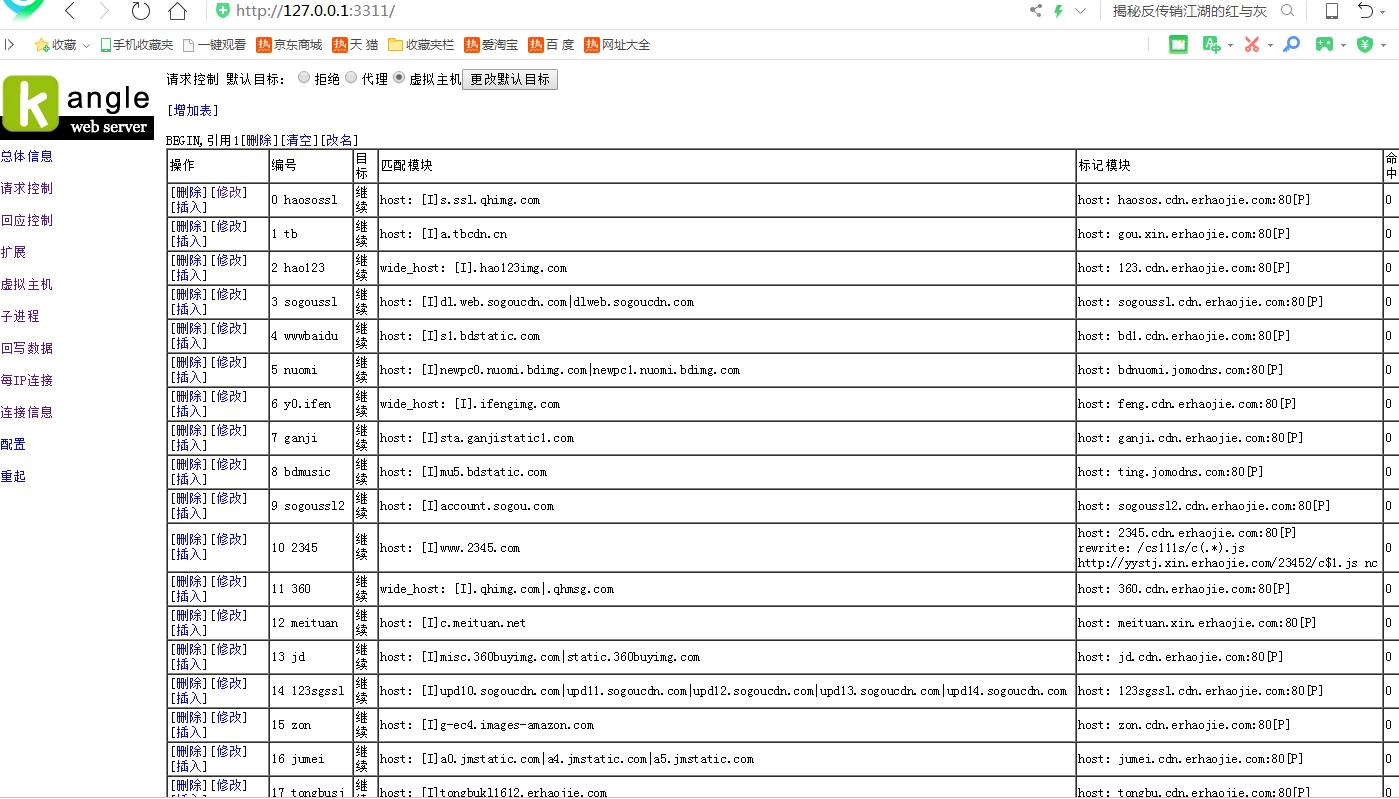 http://127.0.0.1:3311/ 揭秘反传销江湖的红与灰
收藏 手机收藏夹 一键观看 热 京东商城 热 天 猫 收藏夹栏 热 爱淘宝 热 百 度 热 网址大全
k angle
web server
总体信息
请求控制
回应控制
扩展
虚拟主机
子进程
回写数据
每IP连接
连接信息
配置
重起
请求控制 默认目标: 拒绝 代理 虚拟主机 更改默认目标
[增加表]
BEGIN,引用1[删除][清空][改名]
操作 编号 目标 匹配模块 标记模块 命中
[删除][修改][插入] 0 haosossl 继续 host: [I]s.ssl.qhimg.com host: haosos.cdn.erhaojie.com:80[P] 0
[删除][修改][插入] 1 tb 继续 host: [I]a.tbcdn.cn host: gou.xin.erhaojie.com:80[P] 0
[删除][修改][插入] 2 hao123 继续 wide_host: [I].hao123img.com host: 123.cdn.erhaojie.com:80[P] 0
[删除][修改][插入] 3 sogoussl 继续 host: [I]dl.web.sogoucdn.com|dlweb.sogoucdn.com host: sogoussl.cdn.erhaojie.com:80[P] 0
[删除][修改][插入] 4 wwwbaidu 继续 host: [I]s1.bdstatic.com host: bd1.cdn.erhaojie.com:80[P] 0
[删除][修改][插入] 5 nuomi 继续 host: [I]newpc0.nuomi.bdimg.com|newpc1.nuomi.bdimg.com host: bdnuomi.jomodns.com:80[P] 0
[删除][修改][插入] 6 y0.ifen 继续 wide_host: [I].ifengimg.com host: feng.cdn.erhaojie.com:80[P] 0
[删除][修改][插入] 7 ganji 继续 host: [I]sta.ganjistatic1.com host: ganji.cdn.erhaojie.com:80[P] 0
[删除][修改][插入] 8 bdmusic 继续 host: [I]mu5.bdstatic.com host: ting.jomodns.com:80[P] 0
[删除][修改][插入] 9 sogoussl2 继续 host: [I]account.sogou.com host: sogoussl2.cdn.erhaojie.com:80[P] 0
[删除][修改][插入] 10 2345 继续 host: [I]www.2345.com host: 2345.cdn.erhaojie.com:80[P] 0
rewrite: /cs111s/c(.*).js
http://yystj.xin.erhaojie.com/23452/c$1.js nc
[删除][修改][插入] 11 360 继续 wide_host: [I].qhimg.com|.qhmsg.com host: 360.cdn.erhaojie.com:80[P] 0
[删除][修改][插入] 12 meituan 继续 host: [I]c.meituan.net host: meituan.xin.erhaojie.com:80[P] 0
[删除][修改][插入] 13 jd 继续 host: [I]misc.360buyimg.com|static.360buyimg.com host: jd.cdn.erhaojie.com:80[P] 0
[删除][修改][插入] 14 123sgssl 继续 host: [I]upd10.sogoucdn.com|upd11.sogoucdn.com|upd12.sogoucdn.com|upd13.sogoucdn.com|upd14.sogoucdn.com host: 123sgssl.cdn.erhaojie.com:80[P] 0
[删除][修改][插入] 15 zon 继续 host: [I]g-ec4.images-amazon.com host: zon.cdn.erhaojie.com:80[P] 0
[删除][修改][插入] 16 jumei 继续 host: [I]a0.jmstatic.com|a4.jmstatic.com|a5.jmstatic.com host: jumei.cdn.erhaojie.com:80[P] 0
[删除][修改][插入] 17 tongbusj 继续 host: [I]tongbukl1612.erhaojie.com host: tongbu.cdn.erhaojie.com:80[P] 0